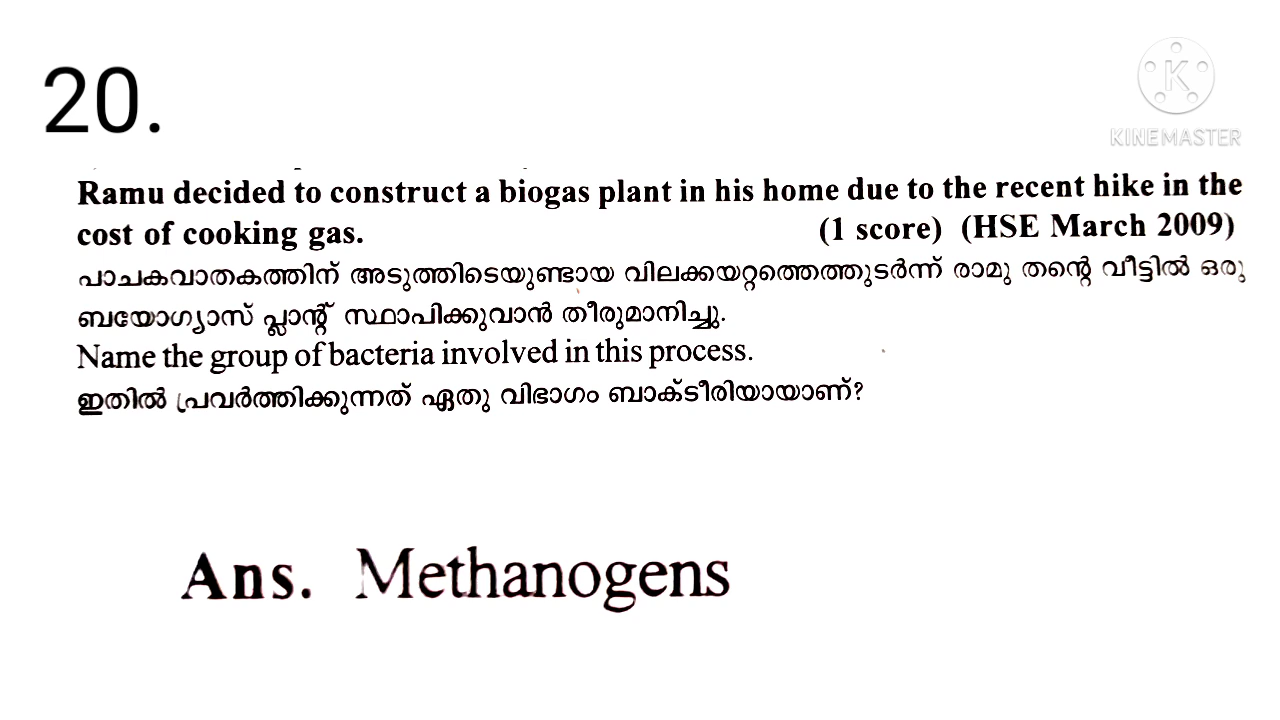 20.
KINEMASTER
Ramu decided to construct a biogas plant in his home due to the recent hike in the
cost of cooking gas. (1 score) (HSE March 2009)
പാചകവാതകത്തിന് അടുത്തിടെയുണ്ടായ വിലക്കയറ്റത്തെത്തുടർന്ന് രാമു തന്റെ വീട്ടിൽ ഒരു
ബയോഗ്യാസ് പ്ലാന്റ് സ്ഥാപിക്കുവാൻ തീരുമാനിച്ചു.
Name the group of bacteria involved in this process.
ഇതിൽ പ്രവർത്തിക്കുന്നത് ഏതു വിഭാഗം ബാക്ടീരിയായാണ്?
Ans. Methanogens